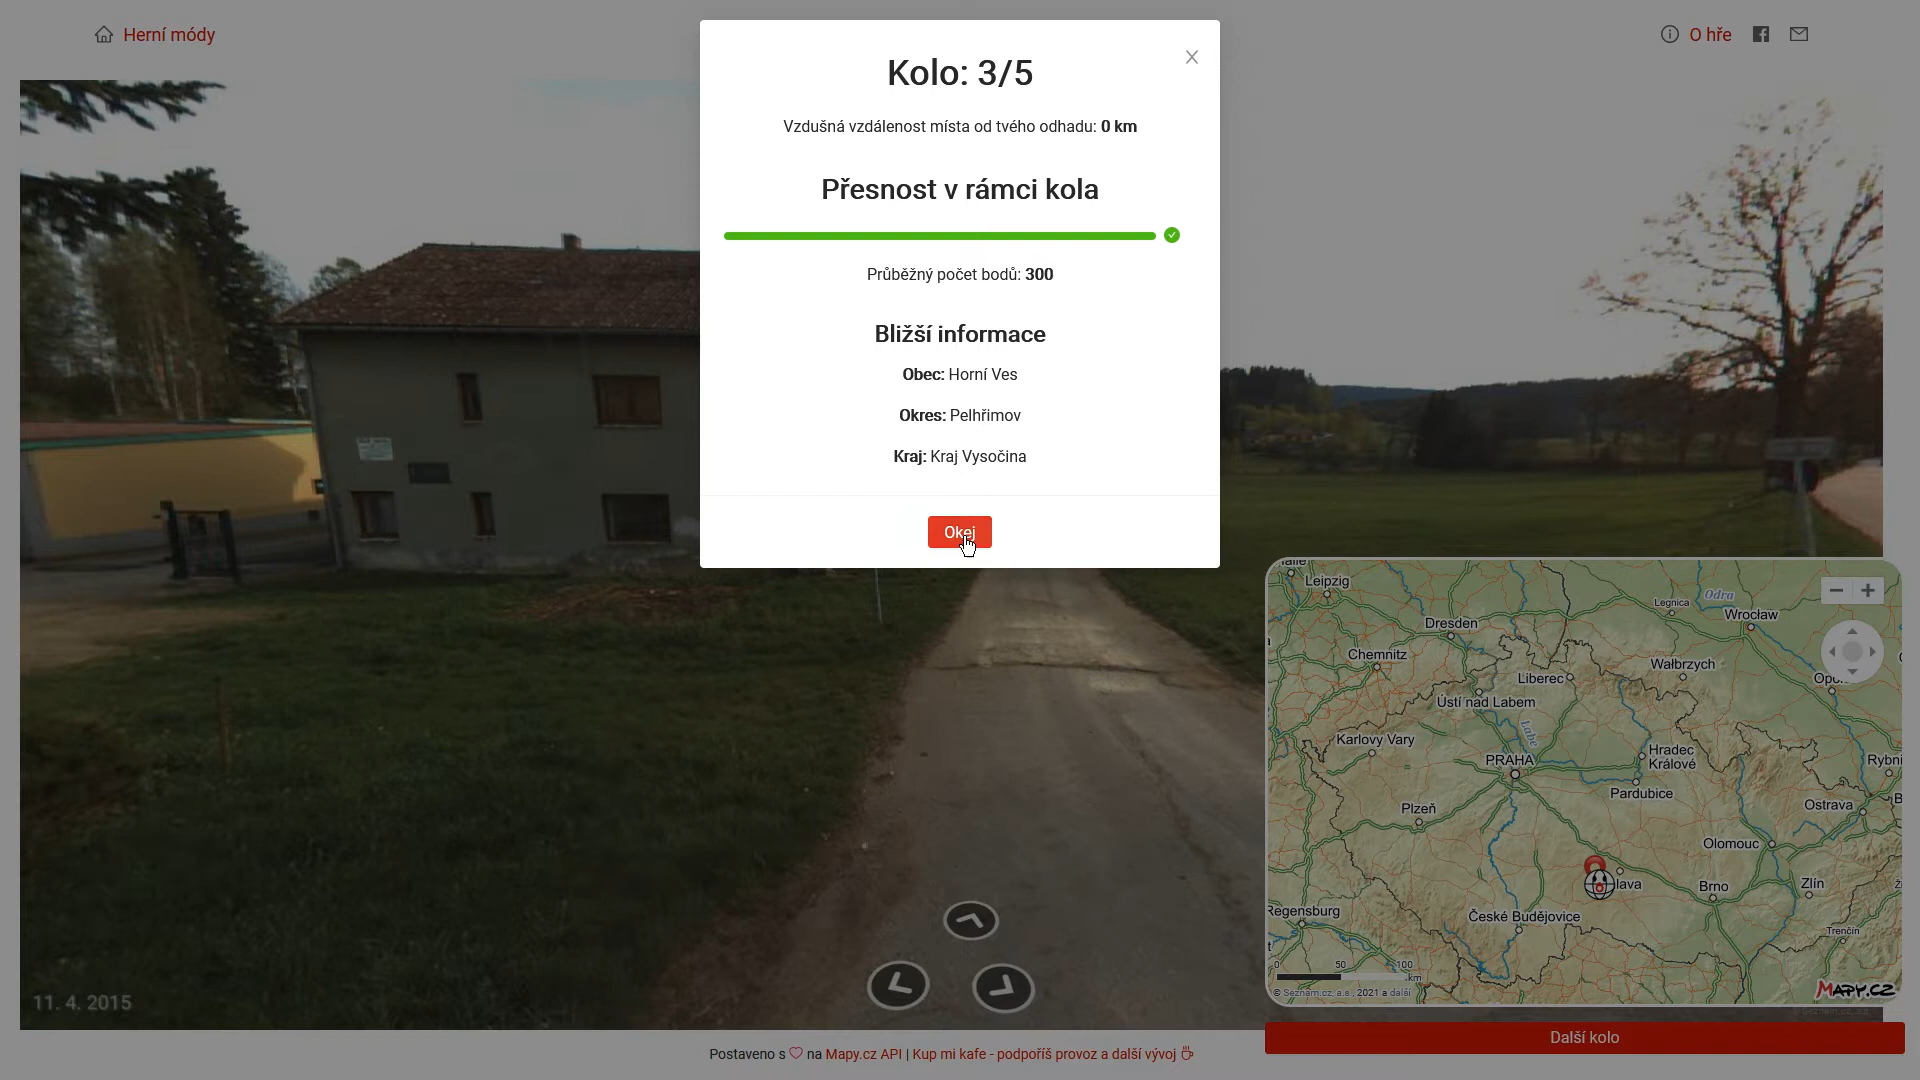 Herní módy
O hře
Kolo: 3/5
Vzdušná vzdálenost místa od tvého odhadu: 0 km
Přesnost v rámci kola
Průběžný počet bodů: 300
Bližší informace
Obec: Horní Ves
Okres: Pelhřimov
Kraj: Kraj Vysočina
Okej
Leipzig
Legnica
Odra
Wrocław
Dresden
Chemnitz
Wałbrzych
Liberec
Ústí nad Labem
Labe
Karlovy Vary
Hradec
Králové
PRAHA
Rybni
Pardubice
Plzeň
Ostrava
Olomouc
lava
Brno
Zlín
Regensburg
České Budějovice
Trenčín
0 50 100
km
© Seznam.cz, a.s., 2021 a další
Mapy.cz
11. 4. 2015
Další kolo
Postaveno s na Mapy.cz API | Kup mi kafe - podpoříš provoz a další vývoj